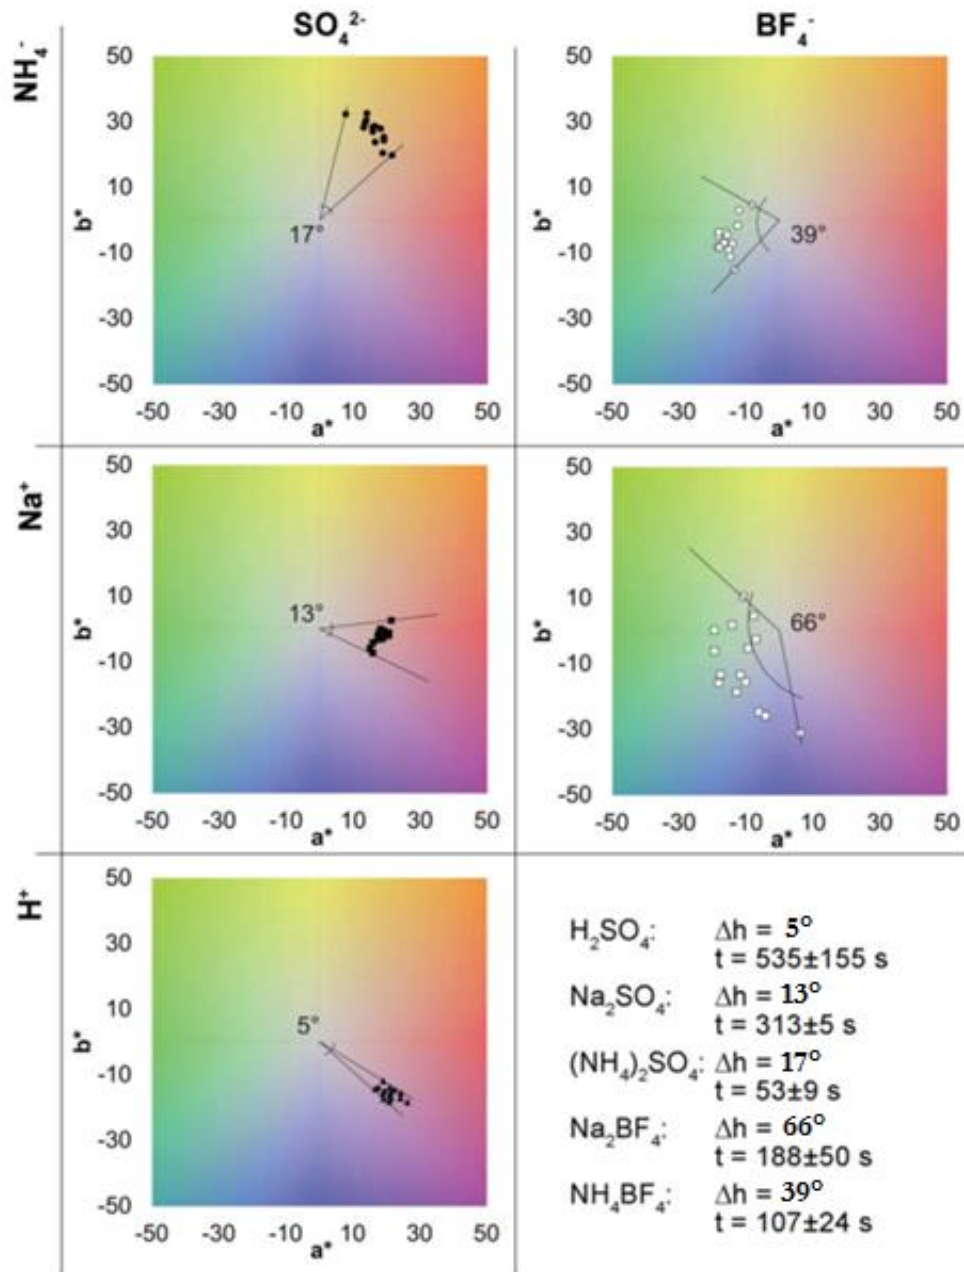 SO₄²⁻ BF₄⁻
NH₄⁻
50
30
10
-10
-30
-50
b*
17°
-50 -30 -10 10 30 50
a*
50
30
10
-10
-30
-50
b*
39°
-50 -30 -10 10 30 50
a*
Na⁺
50
30
10
-10
-30
-50
b*
13°
-50 -30 -10 10 30 50
a*
50
30
10
-10
-30
-50
b*
66°
-50 -30 -10 10 30 50
a*
H⁺
50
30
10
-10
-30
-50
b*
5°
-50 -30 -10 10 30 50
a*
H₂SO₄: Δh = 5°
t = 535±155 s
Na₂SO₄: Δh = 13°
t = 313±5 s
(NH₄)₂SO₄: Δh = 17°
t = 53±9 s
Na₂BF₄: Δh = 66°
t = 188±50 s
NH₄BF₄: Δh = 39°
t = 107±24 s